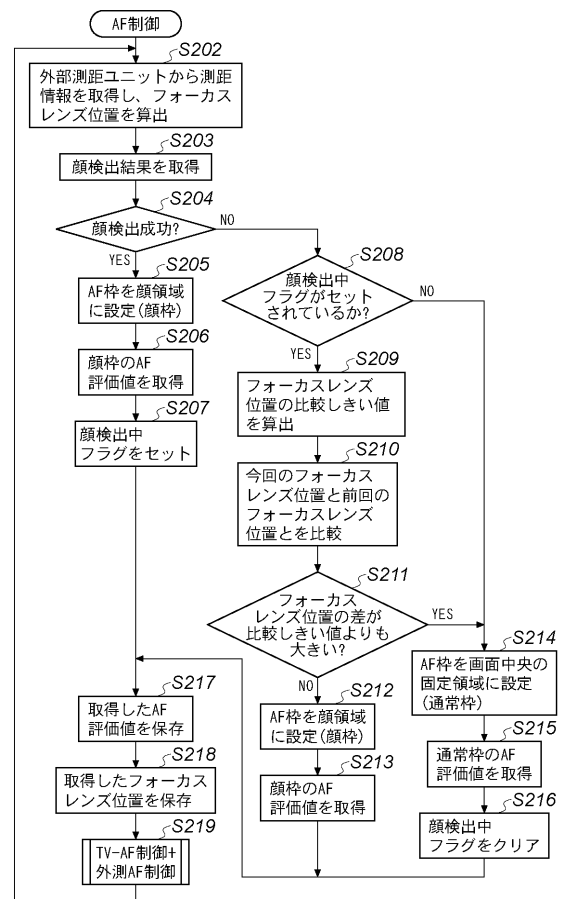 AF制御
S202
外部測距ユニットから測距
情報を取得し、フォーカス
レンズ位置を算出
S203
顔検出結果を取得
S204
顔検出成功?
NO
YES
S205
AF枠を顔領域
に設定(顔枠)
S206
顔枠のAF
評価値を取得
S207
顔検出中
フラグをセット
S208
顔検出中
フラグがセット
されているか?
NO
YES
S209
フォーカスレンズ
位置の比較しきい値
を算出
S210
今回のフォーカス
レンズ位置と前回の
フォーカスレンズ
位置とを比較
S211
フォーカス
レンズ位置の差が
比較しきい値よりも
大きい?
YES
NO
S212
AF枠を顔領域
に設定(顔枠)
S213
顔枠のAF
評価値を取得
S214
AF枠を画面中央の
固定領域に設定
(通常枠)
S215
通常枠のAF
評価値を取得
S216
顔検出中
フラグをクリア
S217
取得したAF
評価値を保存
S218
取得したフォーカス
レンズ位置を保存
S219
TV-AF制御+
外測AF制御